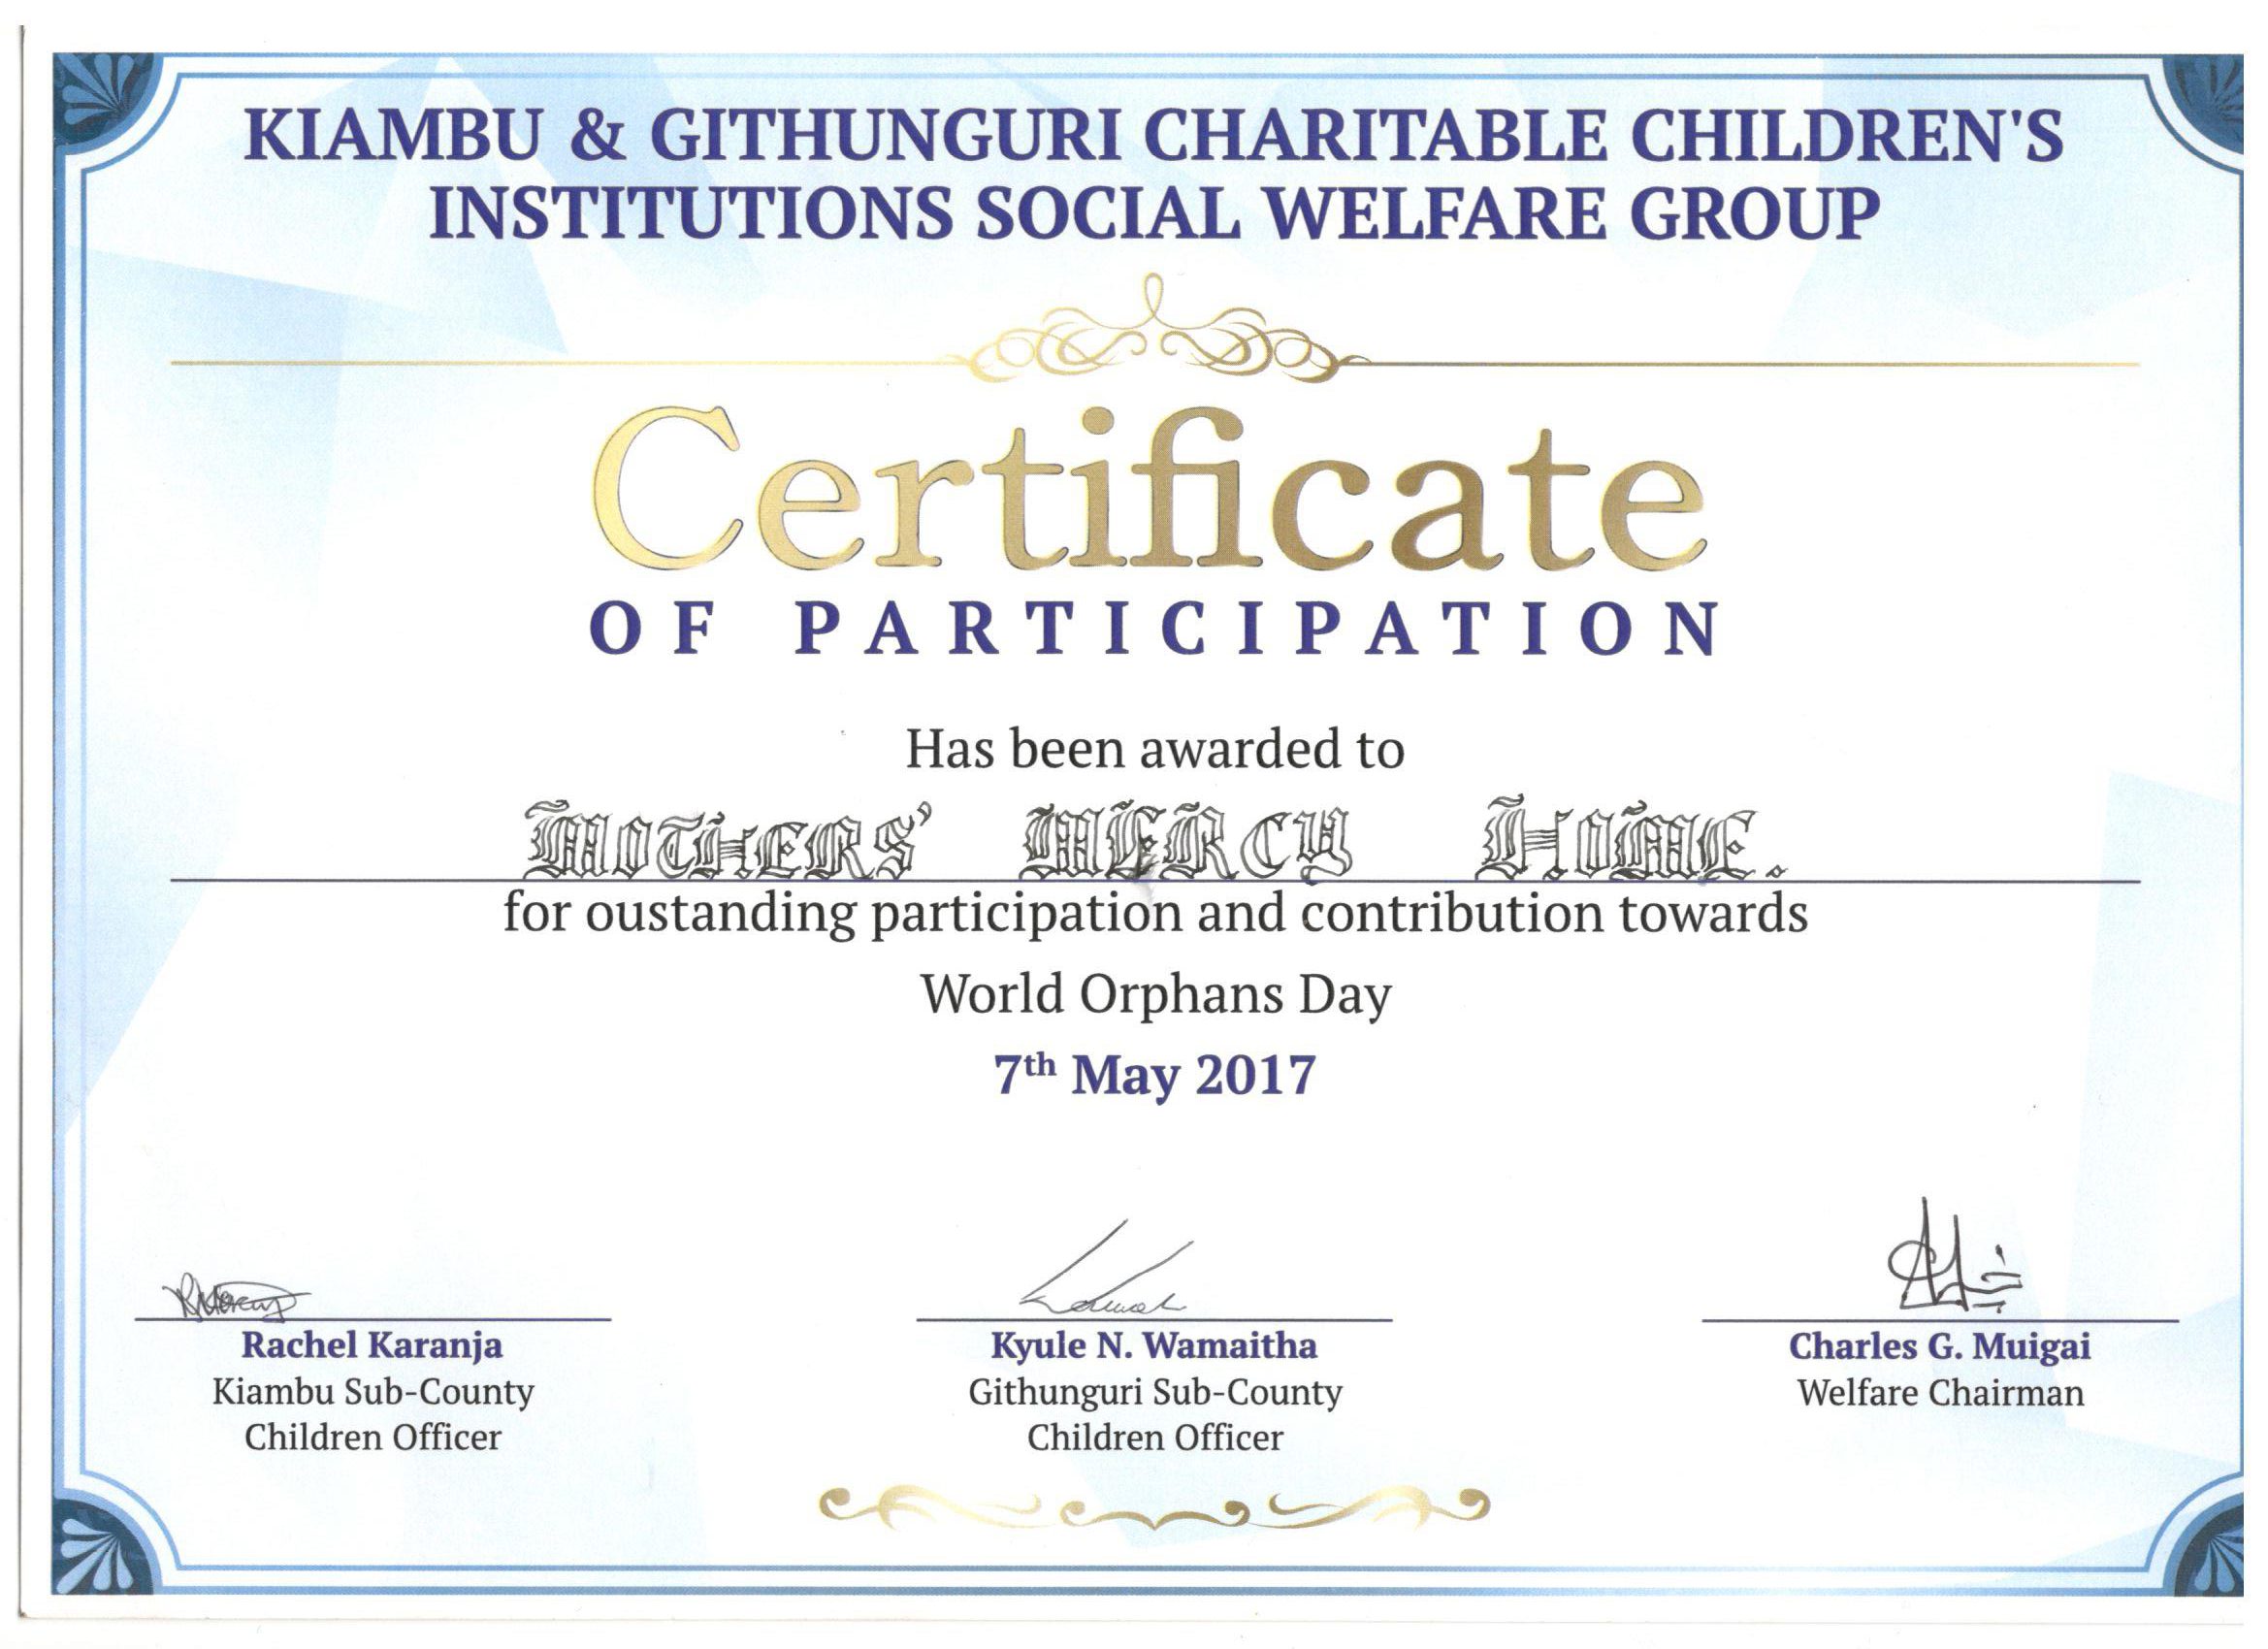 KIAMBU & GITHUNGURI CHARITABLE CHILDREN'S
INSTITUTIONS SOCIAL WELFARE GROUP
Certificate
OF PARTICIPATION
Has been awarded to
MOTHERS' MERCY HOME.
for oustanding participation and contribution towards
World Orphans Day
7th May 2017
Rachel Karanja
Kiambu Sub-County
Children Officer
Kyule N. Wamaitha
Githunguri Sub-County
Children Officer
Charles G. Muigai
Welfare Chairman